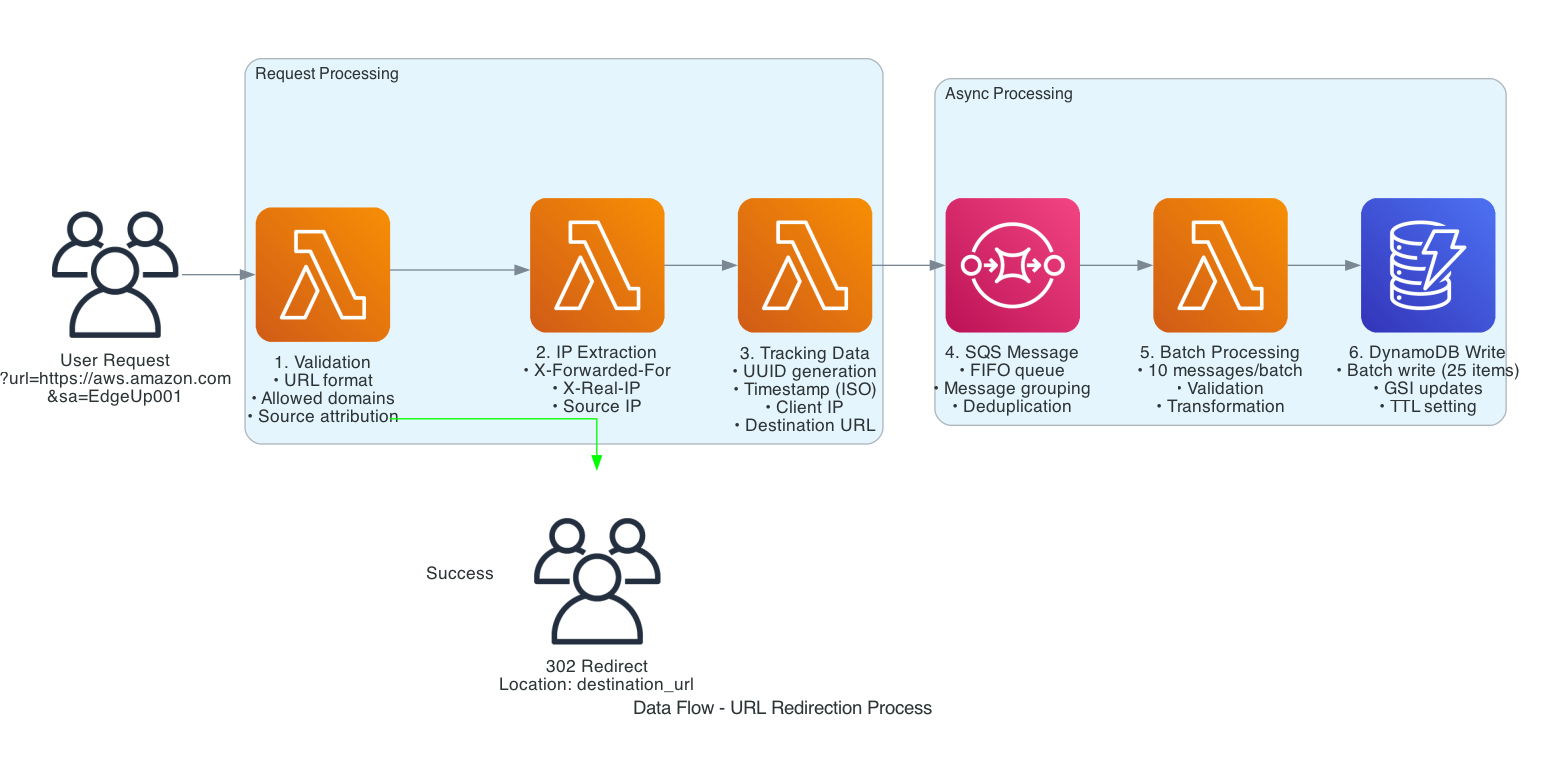 Request Processing
Async Processing
User Request
?url=https://aws.amazon.com
&sa=EdgeUp001
1. Validation
• URL format
• Allowed domains
• Source attribution
2. IP Extraction
• X-Forwarded-For
• X-Real-IP
• Source IP
3. Tracking Data
• UUID generation
• Timestamp (ISO)
• Client IP
• Destination URL
4. SQS Message
• FIFO queue
• Message grouping
• Deduplication
5. Batch Processing
• 10 messages/batch
• Validation
• Transformation
6. DynamoDB Write
• Batch write (25 items)
• GSI updates
• TTL setting
Success
302 Redirect
Location: destination_url
Data Flow - URL Redirection Process